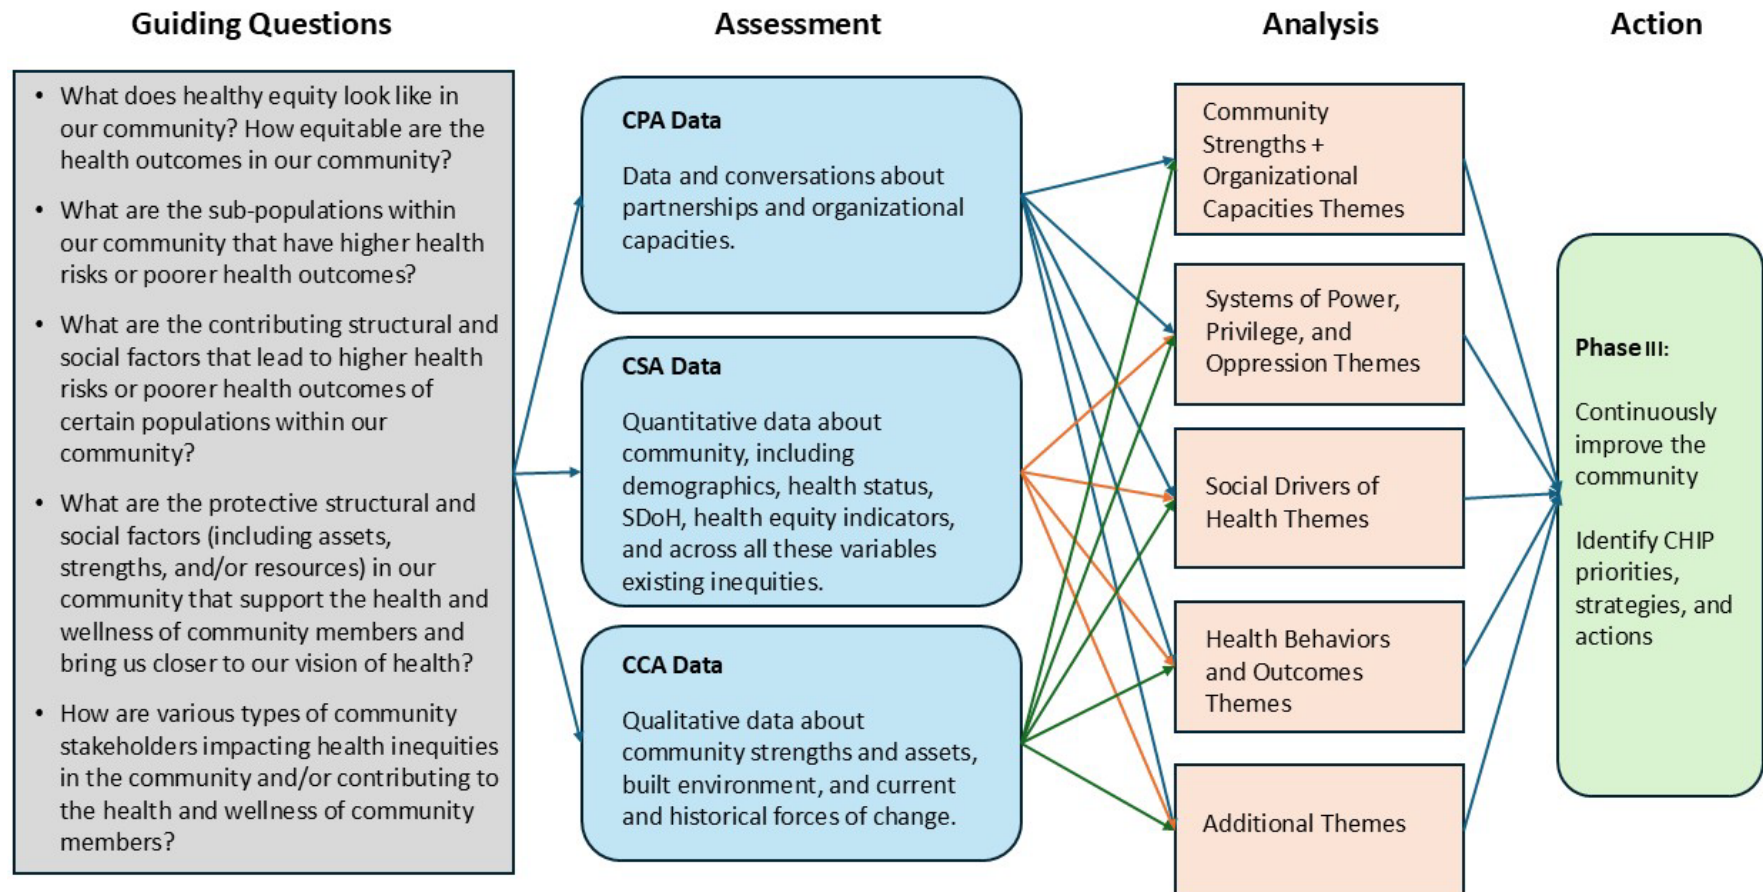 Guiding Questions
Assessment
Analysis
Action
• What does healthy equity look like in
our community? How equitable are the
health outcomes in our community?
• What are the sub-populations within
our community that have higher health
risks or poorer health outcomes?
• What are the contributing structural and
social factors that lead to higher health
risks or poorer health outcomes of
certain populations within our
community?
• What are the protective structural and
social factors (including assets,
strengths, and/or resources) in our
community that support the health and
wellness of community members and
bring us closer to our vision of health?
• How are various types of community
stakeholders impacting health inequities
in the community and/or contributing to
the health and wellness of community
members?
CPA Data
Data and conversations about
partnerships and organizational
capacities.
CSA Data
Quantitative data about
community, including
demographics, health status,
SDoH, health equity indicators,
and across all these variables
existing inequities.
CCA Data
Qualitative data about
community strengths and assets,
built environment, and current
and historical forces of change.
Community
Strengths +
Organizational
Capacities Themes
Systems of Power,
Privilege, and
Oppression Themes
Social Drivers of
Health Themes
Health Behaviors
and Outcomes
Themes
Additional Themes
Phase III:
Continuously
improve the
community
Identify CHIP
priorities,
strategies, and
actions